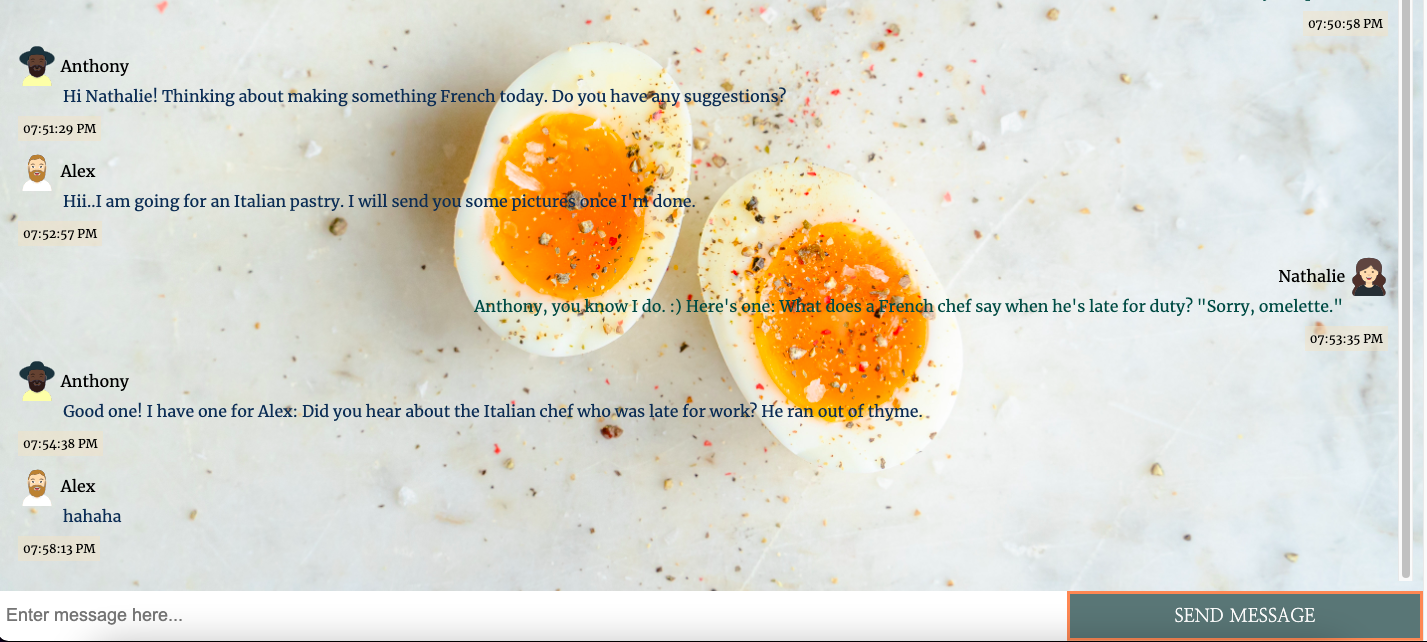 07:50:58 PM
Anthony
Hi Nathalie! Thinking about making something French today. Do you have any suggestions?
07:51:29 PM
Alex
Hii..I am going for an Italian pastry. I will send you some pictures once I'm done.
07:52:57 PM
Nathalie
Anthony, you know I do. :) Here's one: What does a French chef say when he's late for duty? "Sorry, omelette."
07:53:35 PM
Anthony
Good one! I have one for Alex: Did you hear about the Italian chef who was late for work? He ran out of thyme.
07:54:38 PM
Alex
hahaha
07:58:13 PM
Enter message here...
SEND MESSAGE